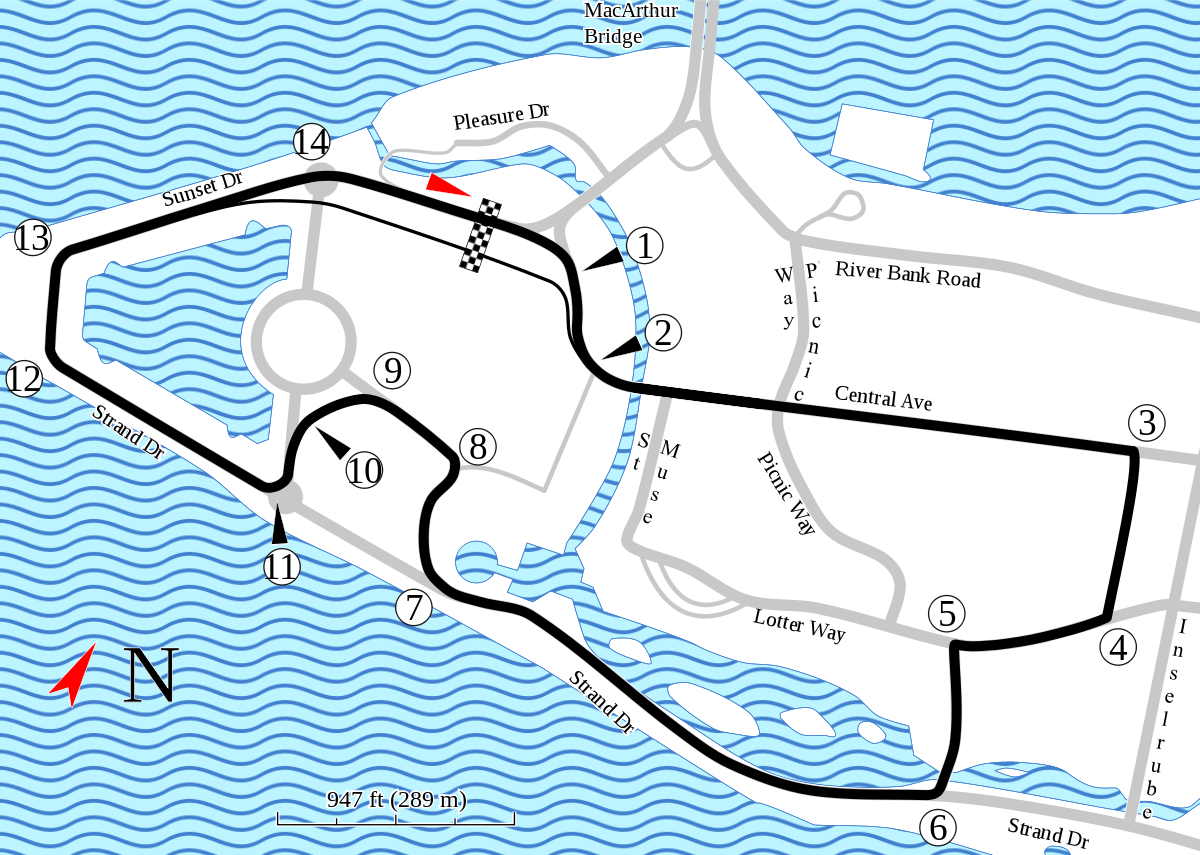 MacArthur
Bridge
Pleasure Dr
14
Sunset Dr
13
1
River Bank Road
Picnic
Way
2
12
9
Central Ave
3
Strand Dr
8
10
Muse
St
Picnic Way
11
7
5
Lotter Way
4
Inselrube
N
Strand Dr
947 ft (289 m)
6
Strand Dr